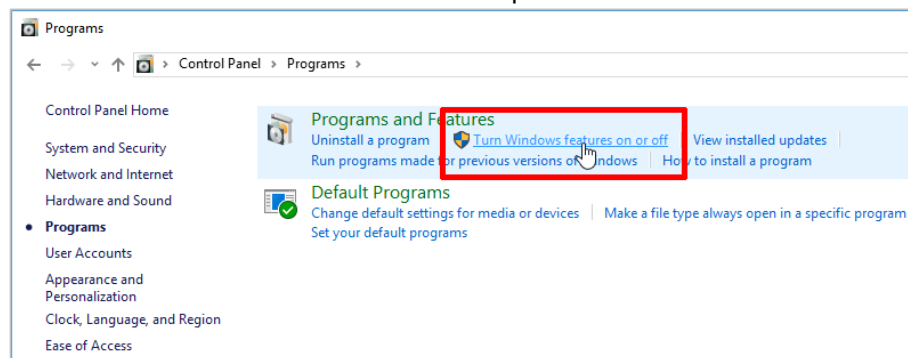 Programs
Control Panel > Programs >
Control Panel Home
System and Security
Network and Internet
Hardware and Sound
Programs
User Accounts
Appearance and
Personalization
Clock, Language, and Region
Ease of Access
Programs and Features
Uninstall a program Turn Windows features on or off View installed updates
Run programs made for previous versions of Windows How to install a program
Default Programs
Change default settings for media or devices Make a file type always open in a specific program
Set your default programs